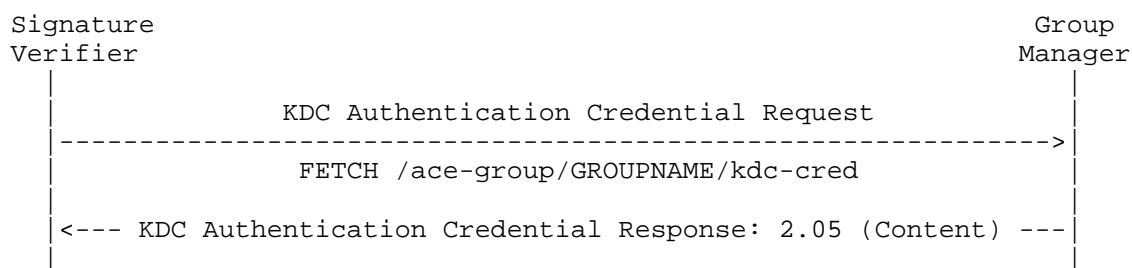 Signature Group
Verifier Manager
KDC Authentication Credential Request
------------------------------------------------------------->
FETCH /ace-group/GROUPNAME/kdc-cred
<--- KDC Authentication Credential Response: 2.05 (Content) ---